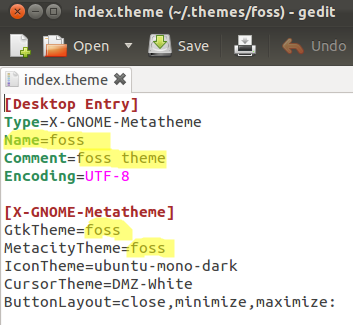 index.theme (~/.themes/foss) - gedit
Open Save Undo
index.theme
[Desktop Entry]
Type=X-GNOME-Metatheme
Name=foss
Comment=foss theme
Encoding=UTF-8
[X-GNOME-Metatheme]
GtkTheme=foss
MetacityTheme=foss
IconTheme=ubuntu-mono-dark
CursorTheme=DMZ-White
ButtonLayout=close,minimize,maximize: